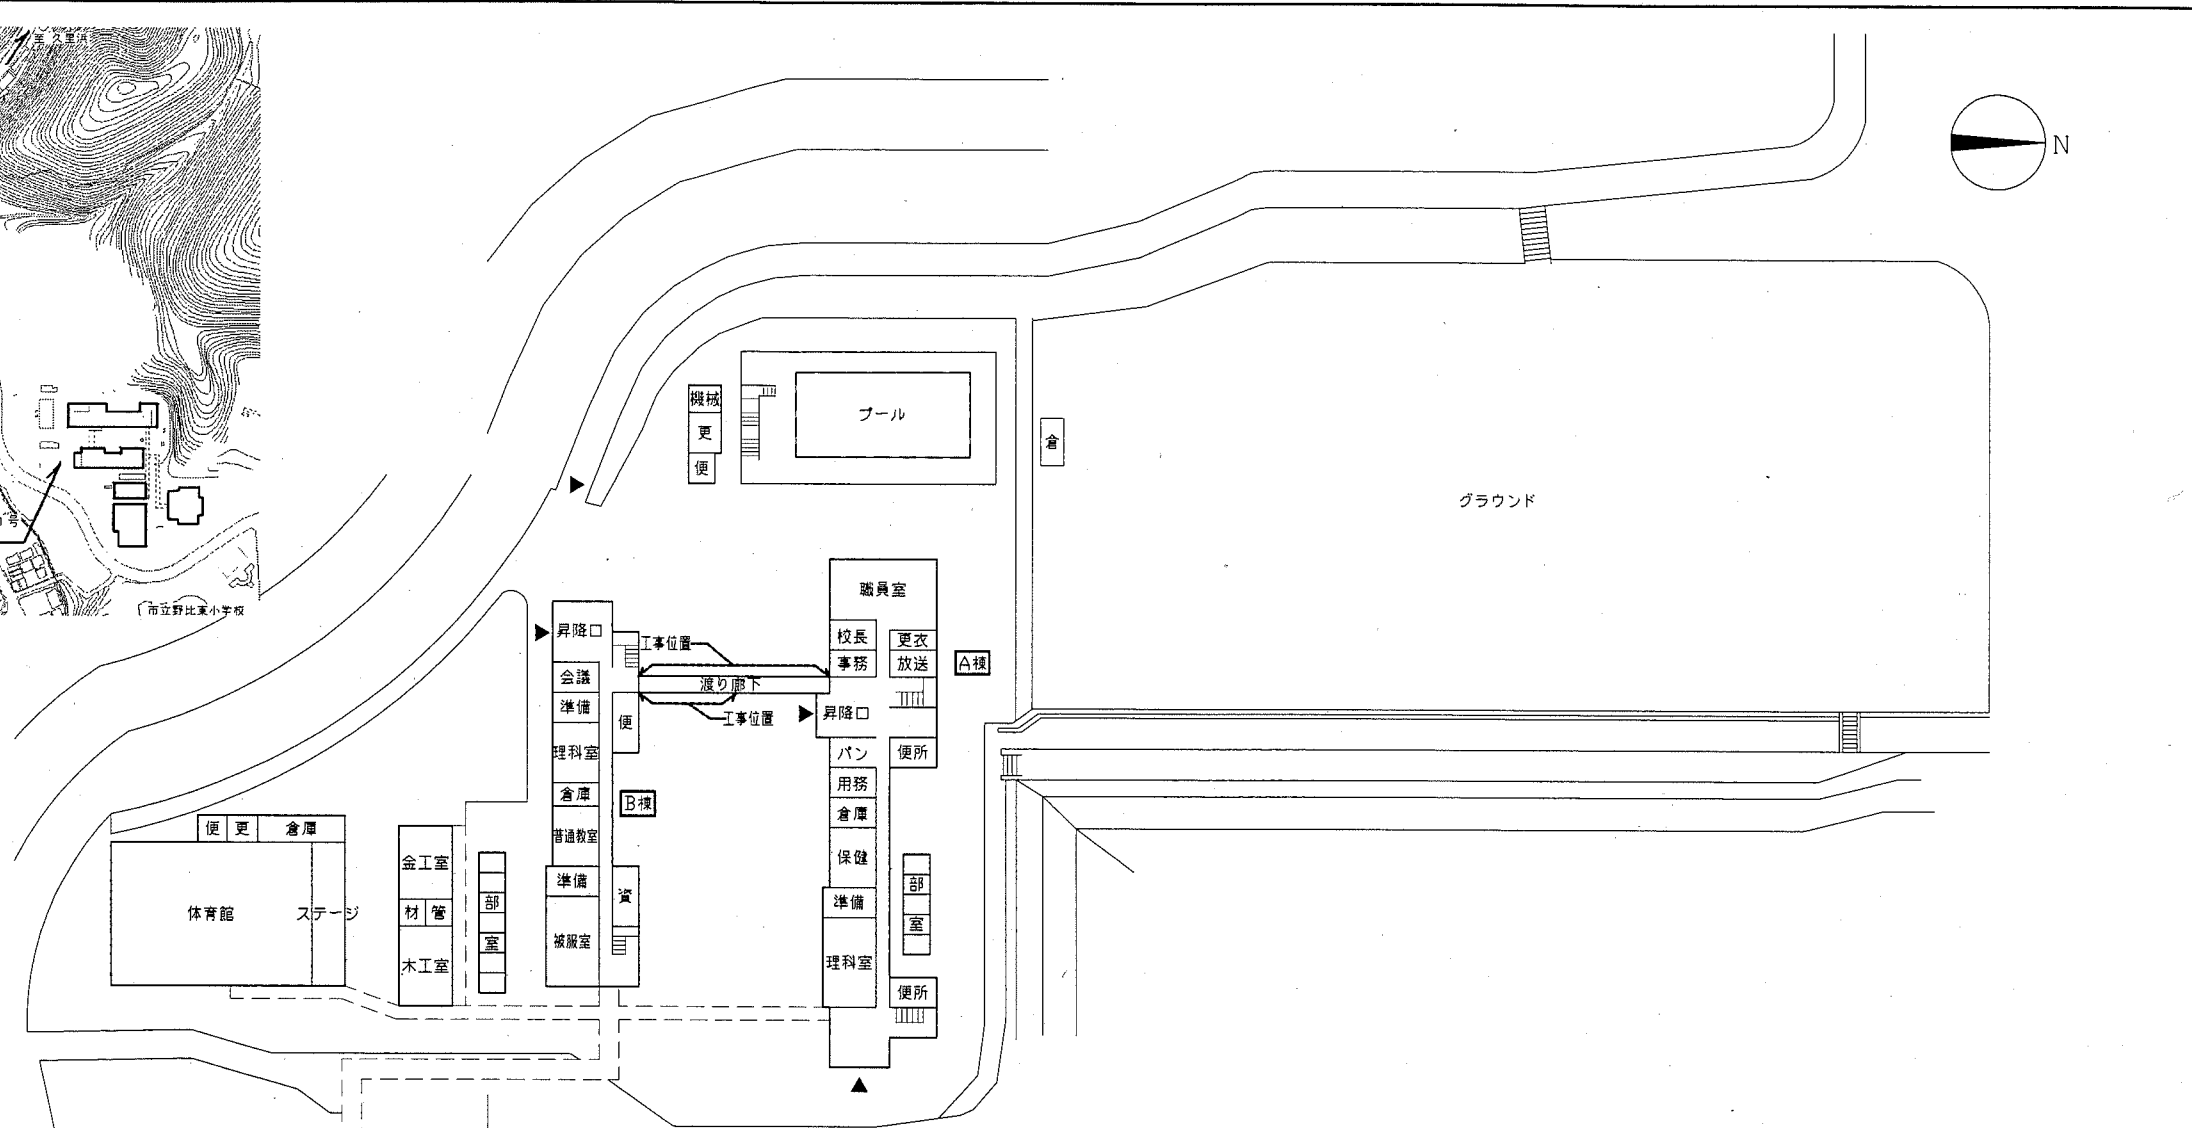 至 久里浜
N
機械
更
便
プール
倉
グラウンド
号
市立野比東小学校
職員室
昇降口
工事位置
校長
更衣
事務
放送
A棟
会議
渡り廊下
準備
便
工事位置
昇降口
理科室
パン
便所
用務
倉庫
B棟
倉庫
便
更
倉庫
普通教室
金工室
保健
準備
資
部
準備
部
体育館
ステージ
材
管
室
室
被服室
木工室
理科室
便所